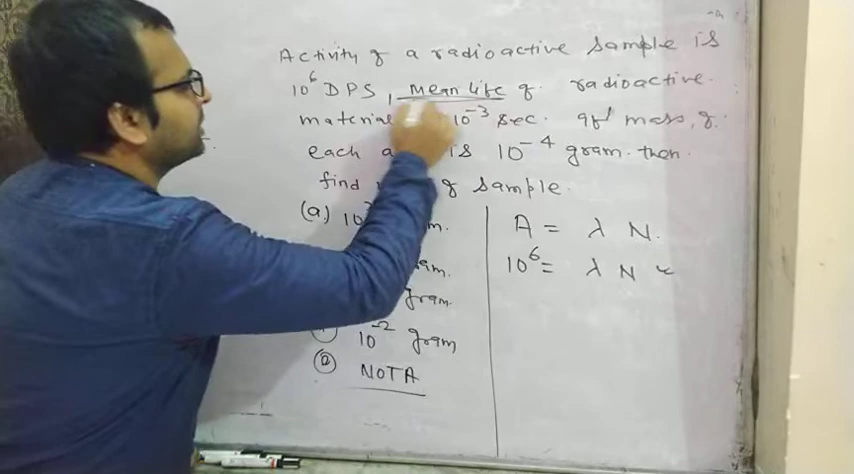 Activity of a radioactive sample is
10⁶ DPS, mean life of radioactive
material 10⁻³ sec. If mass of
each is 10⁻⁴ gram. then
find of sample.
(a)
gram
10⁻² gram
(e) NOTA
A = λ N.
10⁶ = λ N